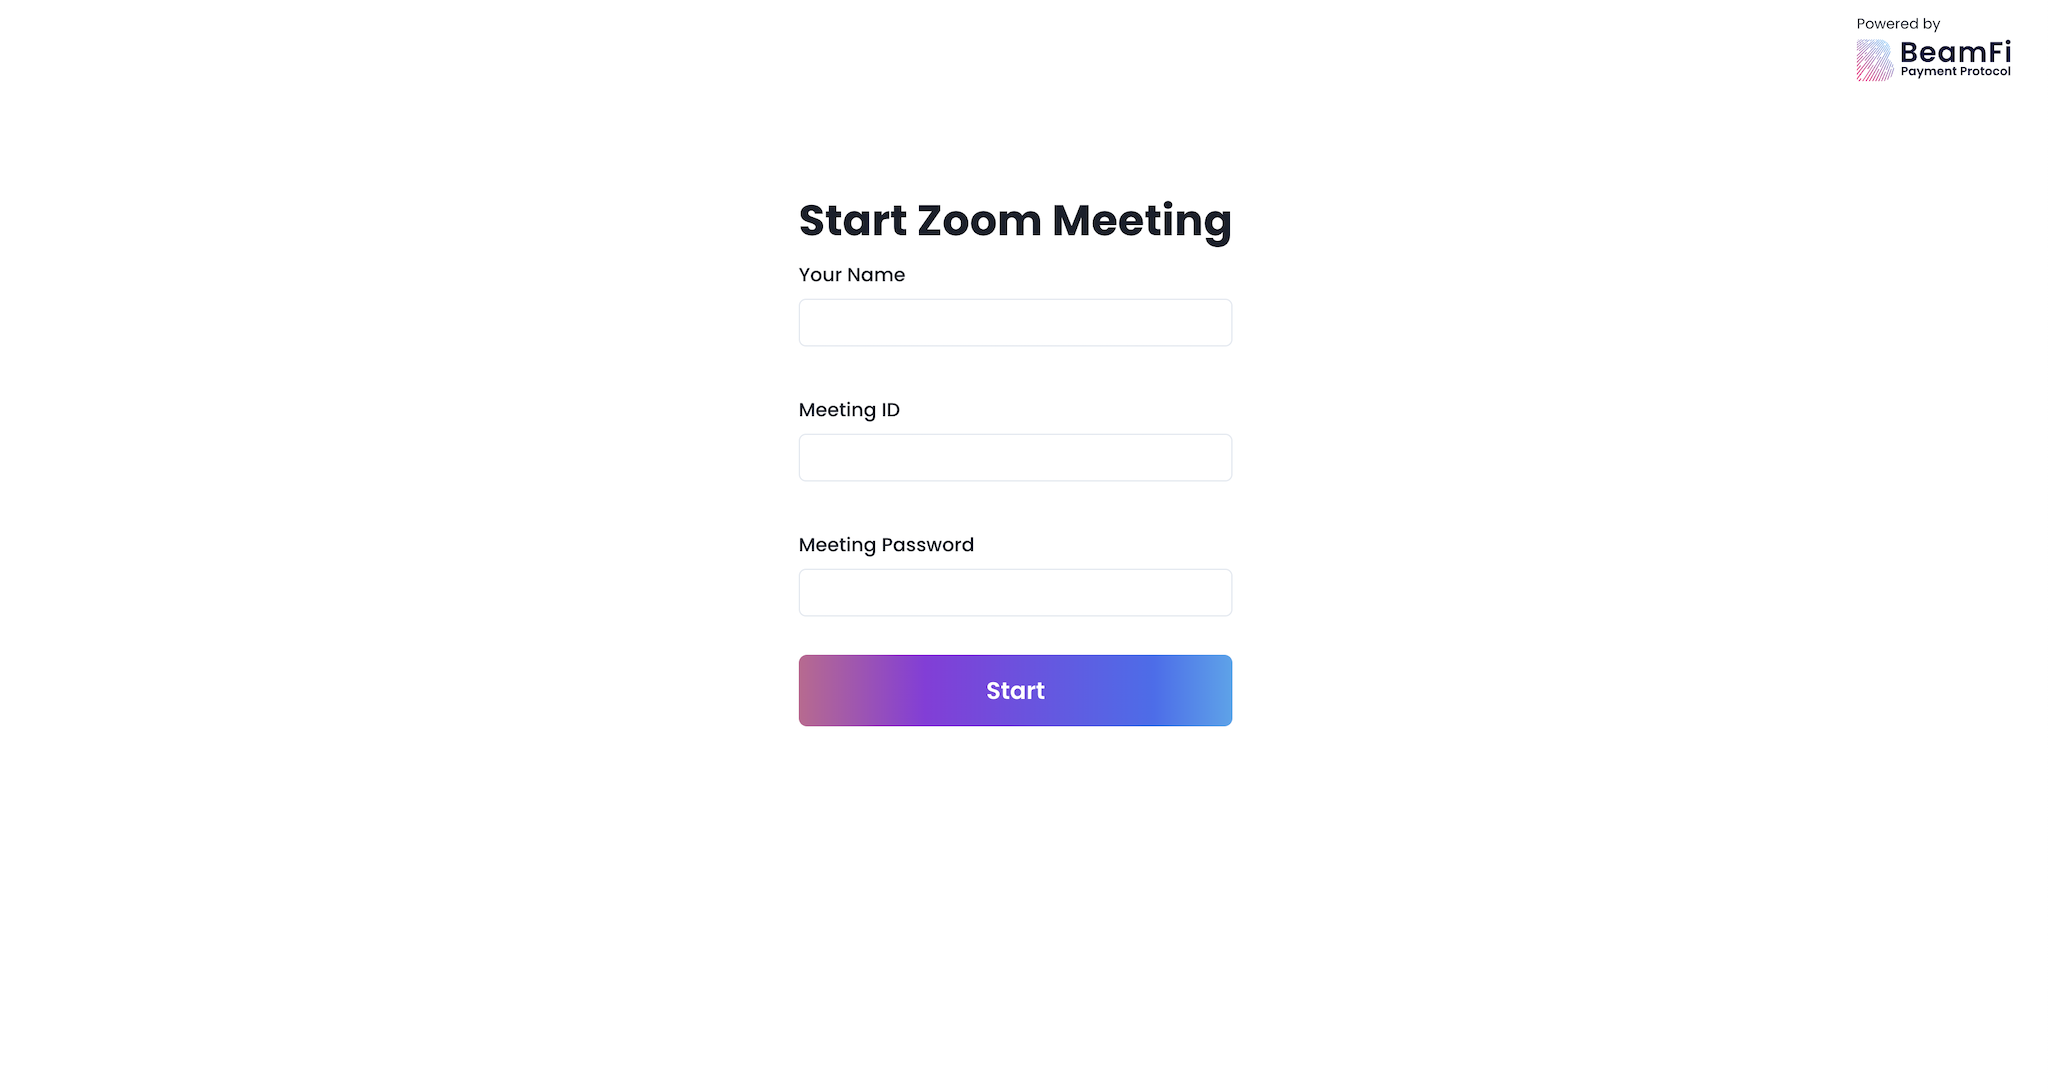 Powered by
BeamFi
Payment Protocol
Start Zoom Meeting
Your Name
Meeting ID
Meeting Password
Start